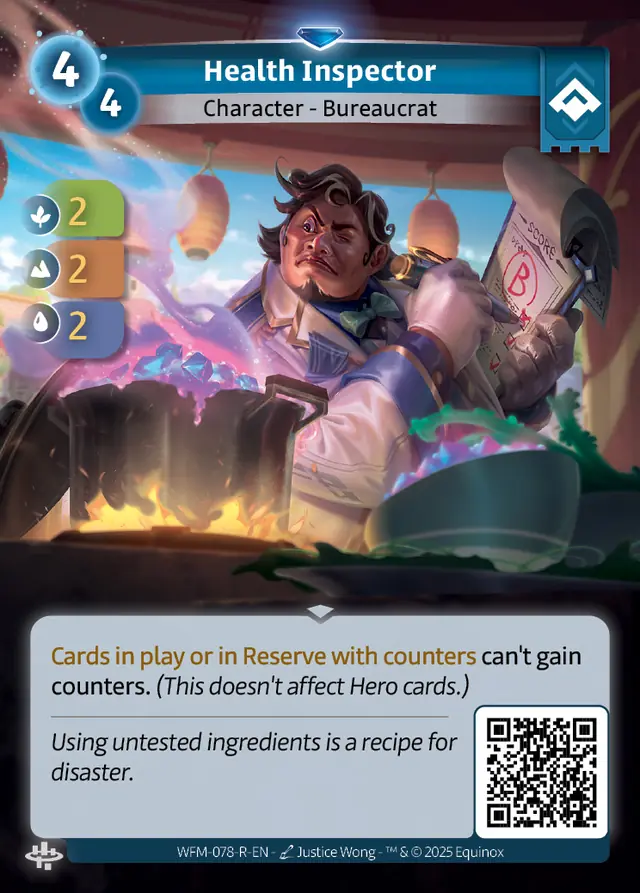 4
4
Health Inspector
Character - Bureaucrat
2
2
2
SCORE
B
Cards in play or in Reserve with counters can't gain
counters. (This doesn't affect Hero cards.)
Using untested ingredients is a recipe for
disaster.
WFM-078-R-EN - Justice Wong - ™ & © 2025 Equinox